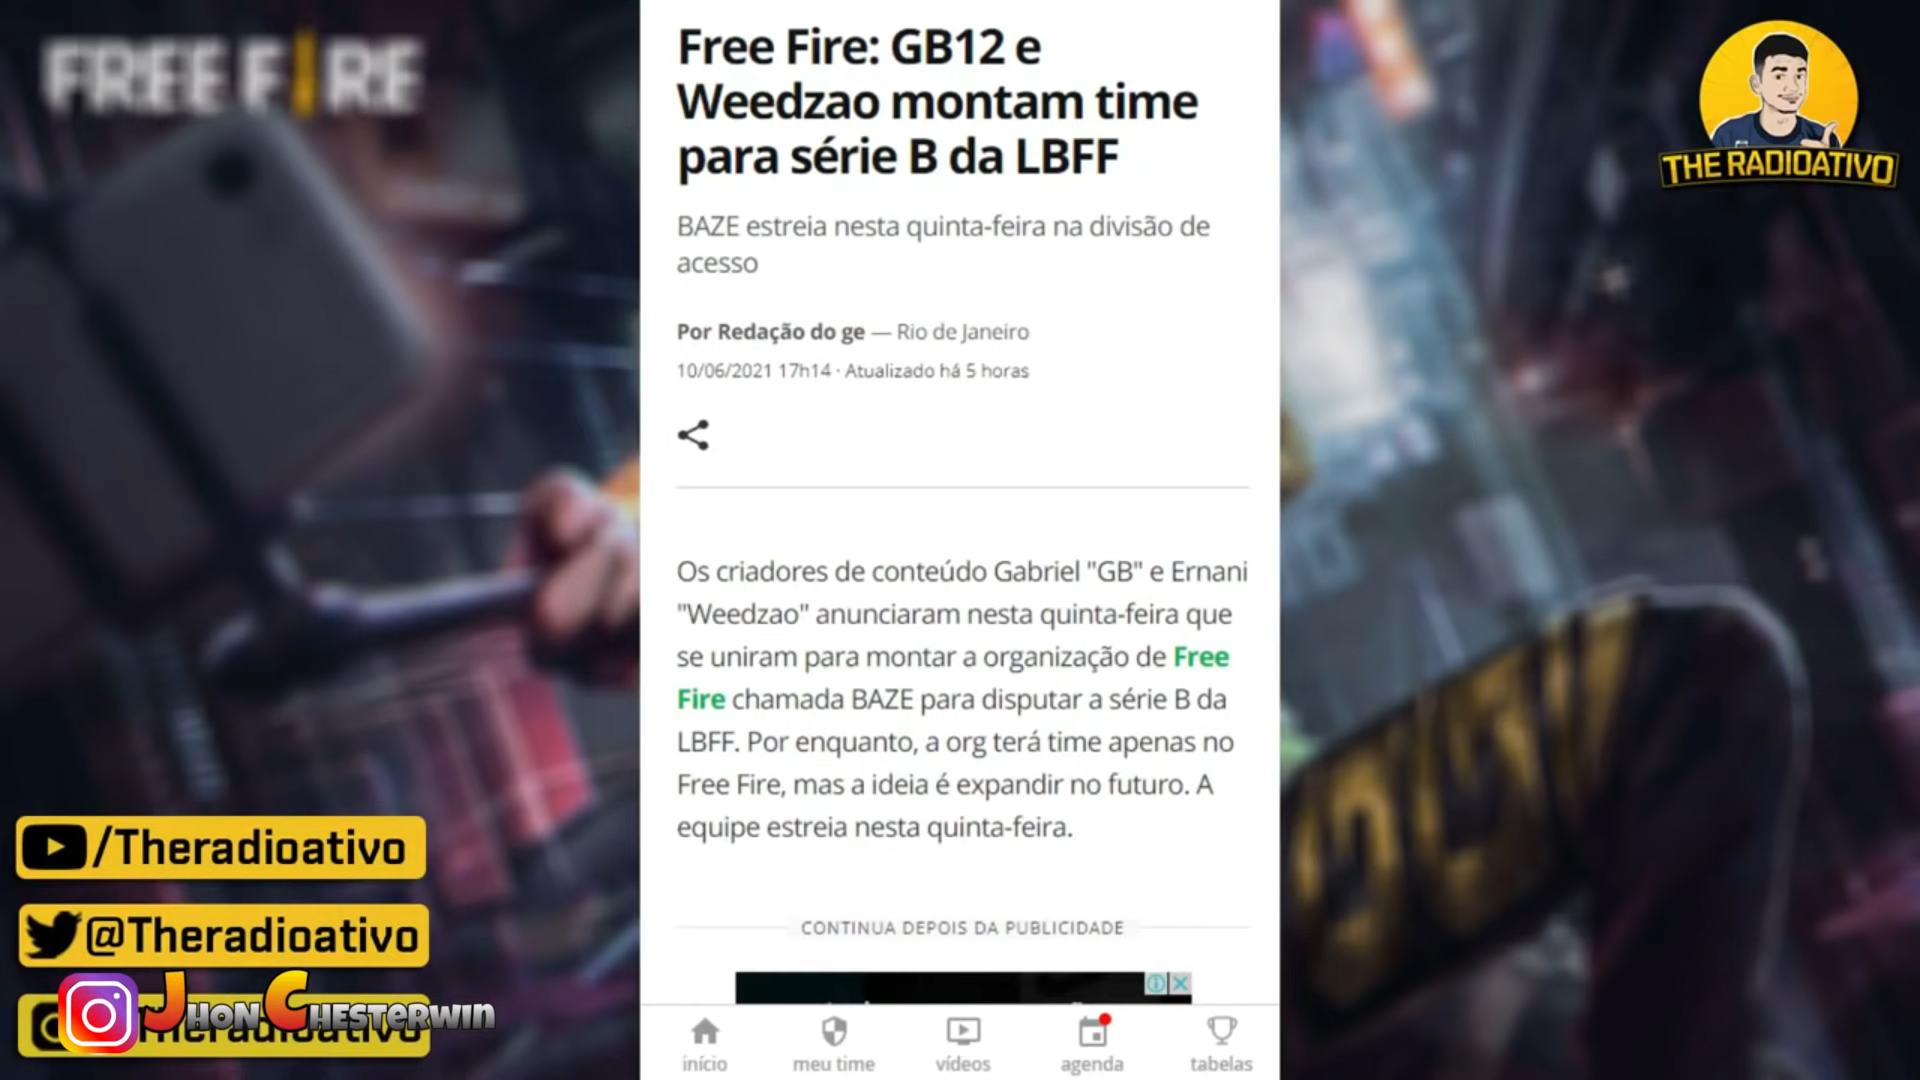 FREE FIRE
THE RADIOATIVO
Free Fire: GB12 e
Weedzao montam time
para série B da LBFF
BAZE estreia nesta quinta-feira na divisão de
acesso
Por Redação do ge — Rio de Janeiro
10/06/2021 17h14 · Atualizado há 5 horas
Os criadores de conteúdo Gabriel "GB" e Ernani
"Weedzao" anunciaram nesta quinta-feira que
se uniram para montar a organização de Free
Fire chamada BAZE para disputar a série B da
LBFF. Por enquanto, a org terá time apenas no
Free Fire, mas a ideia é expandir no futuro. A
equipe estreia nesta quinta-feira.
CONTINUA DEPOIS DA PUBLICIDADE
início
meu time
vídeos
agenda
tabelas
/Theradioativo
@Theradioativo
Jhon Chesterwin